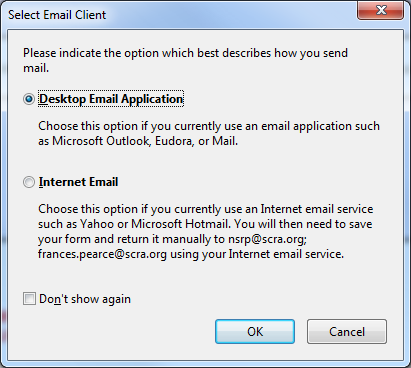 Select Email Client
Please indicate the option which best describes how you send
mail.
Desktop Email Application
Choose this option if you currently use an email application such
as Microsoft Outlook, Eudora, or Mail.
Internet Email
Choose this option if you currently use an Internet email service
such as Yahoo or Microsoft Hotmail. You will then need to save
your form and return it manually to nsrp@scra.org;
frances.pearce@scra.org using your Internet email service.
Don't show again
OK Cancel